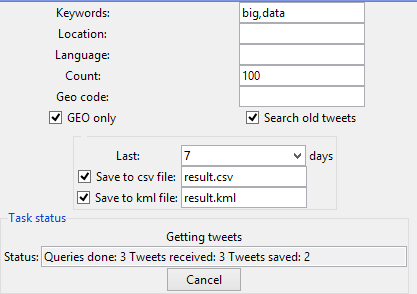 Keywords: big,data
Location:
Language:
Count: 100
Geo code:
GEO only Search old tweets
Last: 7 days
Save to csv file: result.csv
Save to kml file: result.kml
Task status
Getting tweets
Status: Queries done: 3 Tweets received: 3 Tweets saved: 2
Cancel